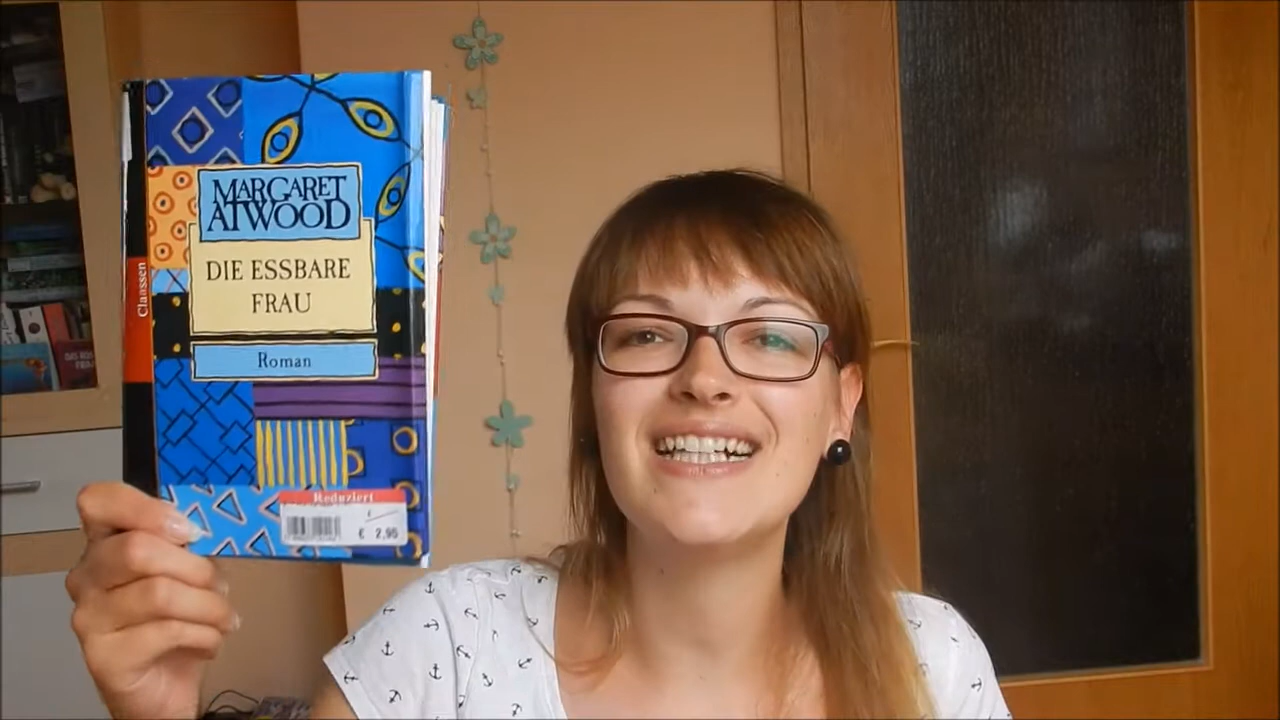 MARGARET
ATWOOD
DIE ESSBARE
FRAU
Roman
Claassen
Reduziert
€ 2,95